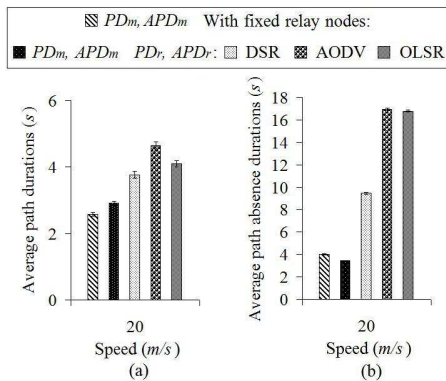 PDm, APDm With fixed relay nodes:
PDm, APDm PDr, APDr: DSR AODV OLSR
(a) (b)
Average path durations (s)
6
4
2
0
20
Speed (m/s)
(a)
Average path absence durations (s)
18
16
14
12
10
8
6
4
2
0
20
Speed (m/s)
(b)